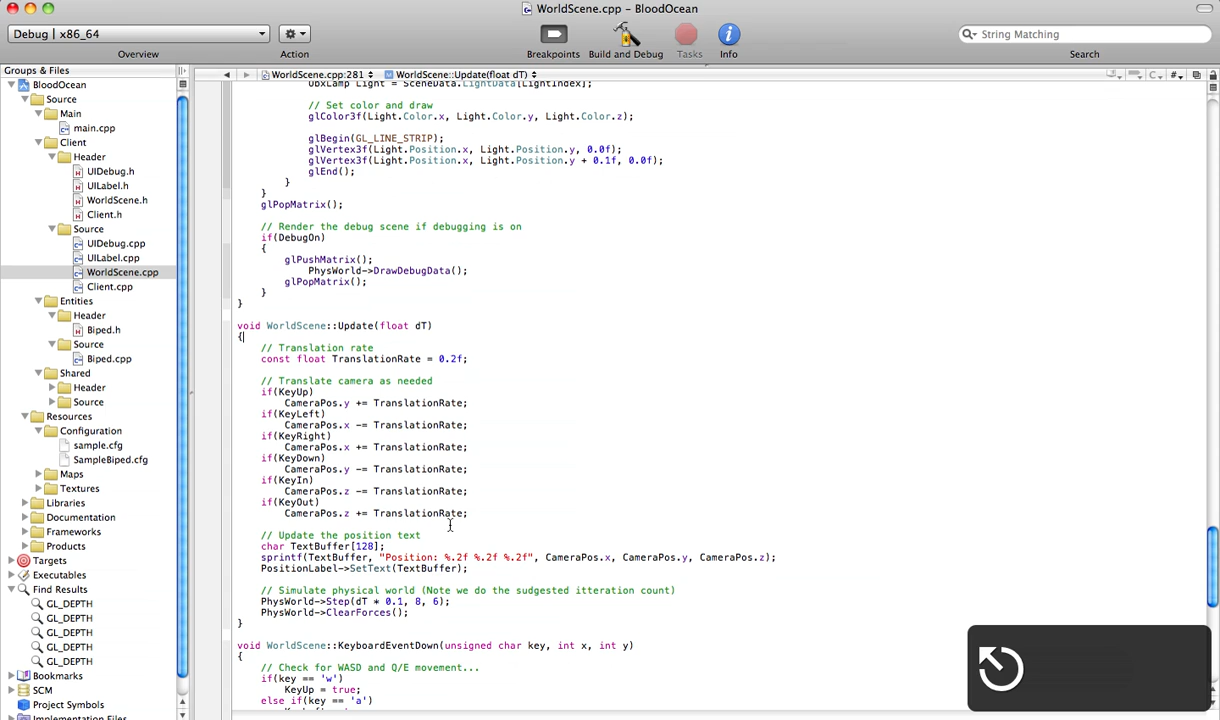 WorldScene.cpp – BloodOcean
Debug | x86_64
String Matching
Overview
Action
Breakpoints
Build and Debug
Tasks
Info
Search
Groups & Files
WorldScene.cpp:281
WorldScene::Update(float dT)
BloodOcean
Source
Main
main.cpp
Client
Header
UIDebug.h
UILabel.h
WorldScene.h
Client.h
Source
UIDebug.cpp
UILabel.cpp
WorldScene.cpp
Client.cpp
Entities
Header
Biped.h
Source
Biped.cpp
Shared
Header
Source
Resources
Configuration
sample.cfg
SampleBiped.cfg
Maps
Textures
Libraries
Documentation
Frameworks
Products
Targets
Executables
Find Results
GL_DEPTH
GL_DEPTH
GL_DEPTH
GL_DEPTH
GL_DEPTH
Bookmarks
SCM
Project Symbols
Implementation Files
Light = SceneData.LightData[LightIndex];
// Set color and draw
glColor3f(Light.Color.x, Light.Color.y, Light.Color.z);
glBegin(GL_LINE_STRIP);
glVertex3f(Light.Position.x, Light.Position.y, 0.0f);
glVertex3f(Light.Position.x, Light.Position.y + 0.1f, 0.0f);
glEnd();
}
}
glPopMatrix();
// Render the debug scene if debugging is on
if(DebugOn)
{
glPushMatrix();
PhysWorld->DrawDebugData();
glPopMatrix();
}
}
void WorldScene::Update(float dT)
{
// Translation rate
const float TranslationRate = 0.2f;
// Translate camera as needed
if(KeyUp)
CameraPos.y += TranslationRate;
if(KeyLeft)
CameraPos.x -= TranslationRate;
if(KeyRight)
CameraPos.x += TranslationRate;
if(KeyDown)
CameraPos.y -= TranslationRate;
if(KeyIn)
CameraPos.z -= TranslationRate;
if(KeyOut)
CameraPos.z += TranslationRate;
// Update the position text
char TextBuffer[128];
sprintf(TextBuffer, "Position: %.2f %.2f %.2f", CameraPos.x, CameraPos.y, CameraPos.z);
PositionLabel->SetText(TextBuffer);
// Simulate physical world (Note we do the sudgested itteration count)
PhysWorld->Step(dT * 0.1, 8, 6);
PhysWorld->ClearForces();
}
void WorldScene::KeyboardEventDown(unsigned char key, int x, int y)
{
// Check for WASD and Q/E movement...
if(key == 'w')
KeyUp = true;
else if(key == 'a')